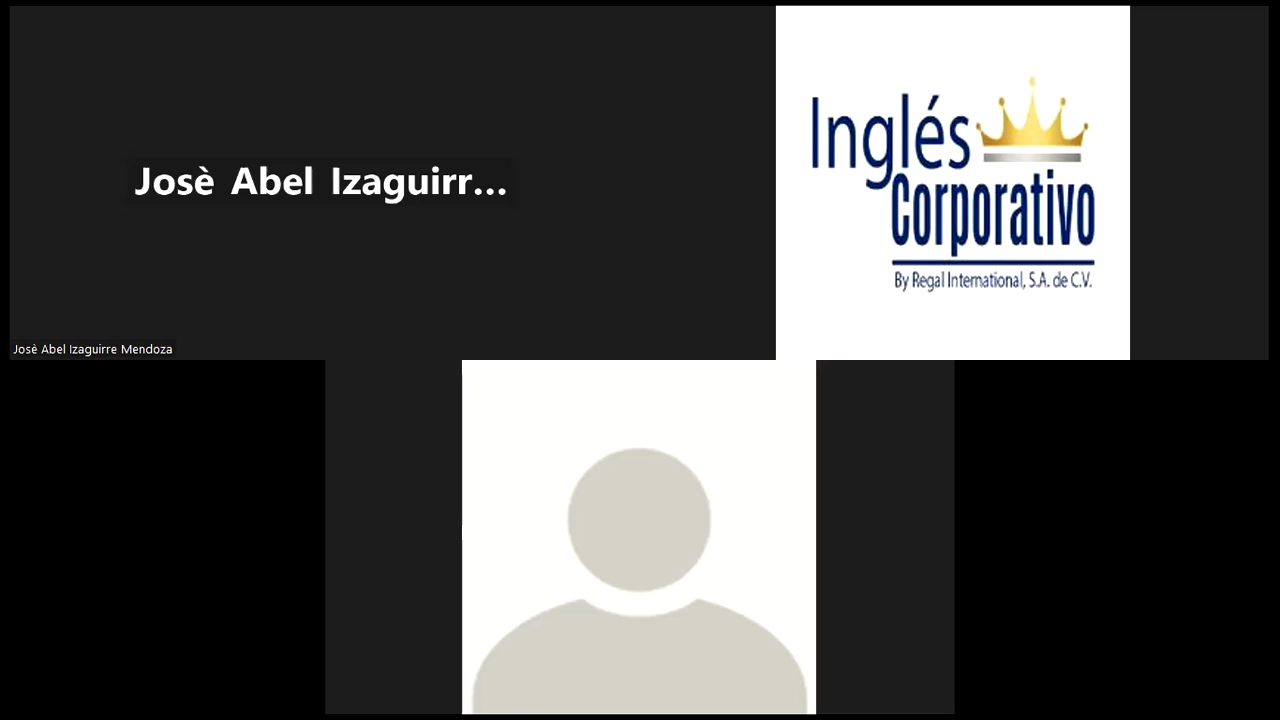 Josè Abel Izaguirr...
Inglés
Corporativo
By Regal International, S.A. de C.V.
Josè Abel Izaguirre Mendoza